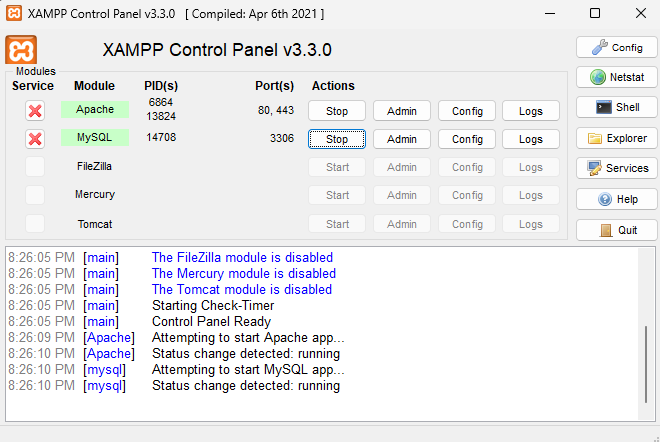 XAMPP Control Panel v3.3.0 [ Compiled: Apr 6th 2021 ]
XAMPP Control Panel v3.3.0
Config
Modules
Service Module PID(s) Port(s) Actions
Netstat
Apache 6864 13824 80, 443 Stop Admin Config Logs
Shell
MySQL 14708 3306 Stop Admin Config Logs
Explorer
FileZilla Start Admin Config Logs
Services
Mercury Start Admin Config Logs
Help
Tomcat Start Admin Config Logs
Quit
8:26:05 PM [main] The FileZilla module is disabled
8:26:05 PM [main] The Mercury module is disabled
8:26:05 PM [main] The Tomcat module is disabled
8:26:05 PM [main] Starting Check-Timer
8:26:05 PM [main] Control Panel Ready
8:26:09 PM [Apache] Attempting to start Apache app...
8:26:10 PM [Apache] Status change detected: running
8:26:10 PM [mysql] Attempting to start MySQL app...
8:26:10 PM [mysql] Status change detected: running